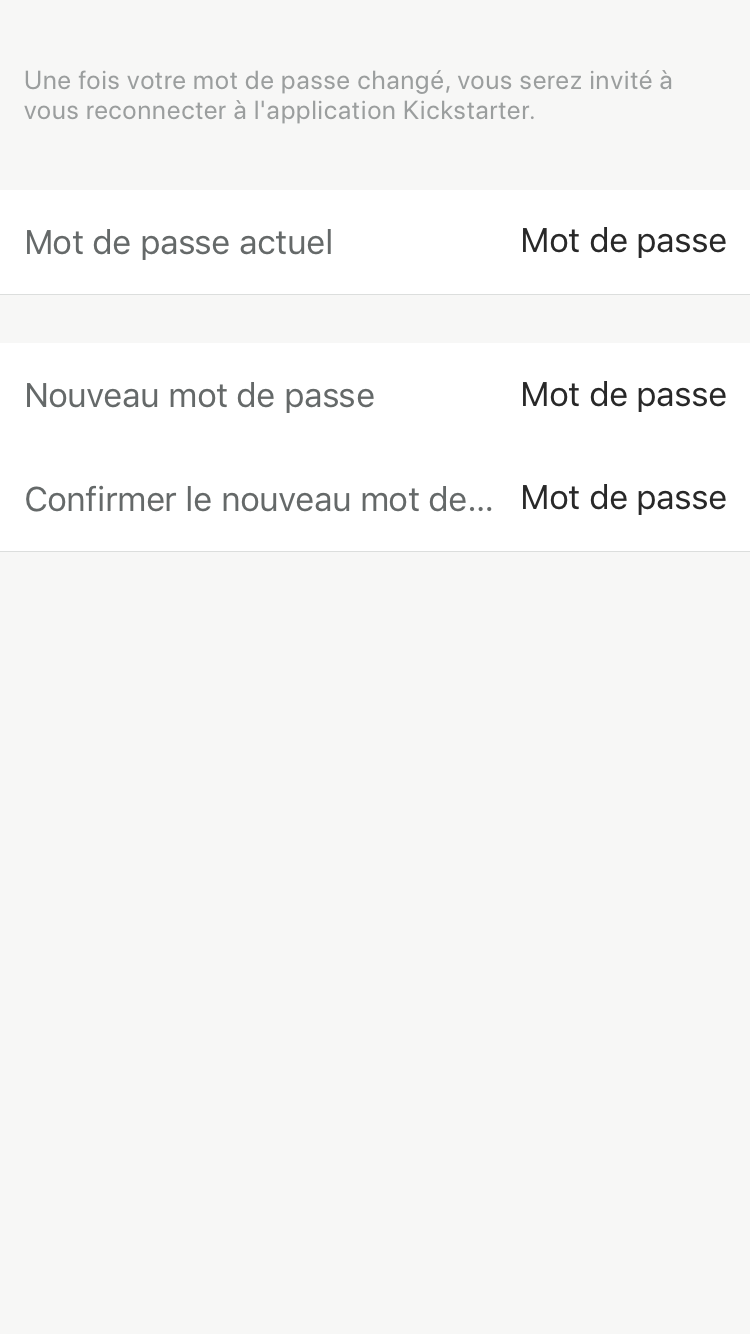 Une fois votre mot de passe changé, vous serez invité à
vous reconnecter à l'application Kickstarter.
Mot de passe actuel Mot de passe
Nouveau mot de passe Mot de passe
Confirmer le nouveau mot de... Mot de passe